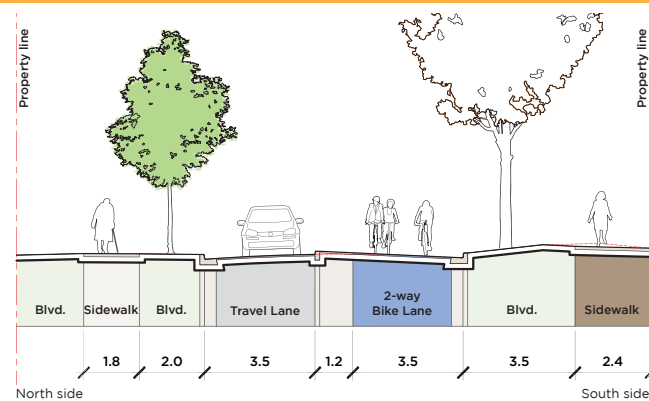 Property line
Property line
Blvd.
Sidewalk
Blvd.
Travel Lane
2-way
Bike Lane
Blvd.
Sidewalk
1.8
2.0
3.5
1.2
3.5
3.5
2.4
North side
South side